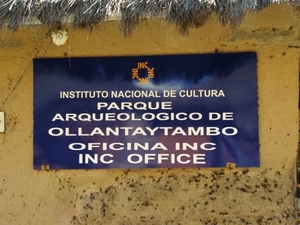 INC
INSTITUTO NACIONAL DE CULTURA
PARQUE
ARQUEOLOGICO DE
OLLANTAYTAMBO
OFICINA INC
INC OFFICE